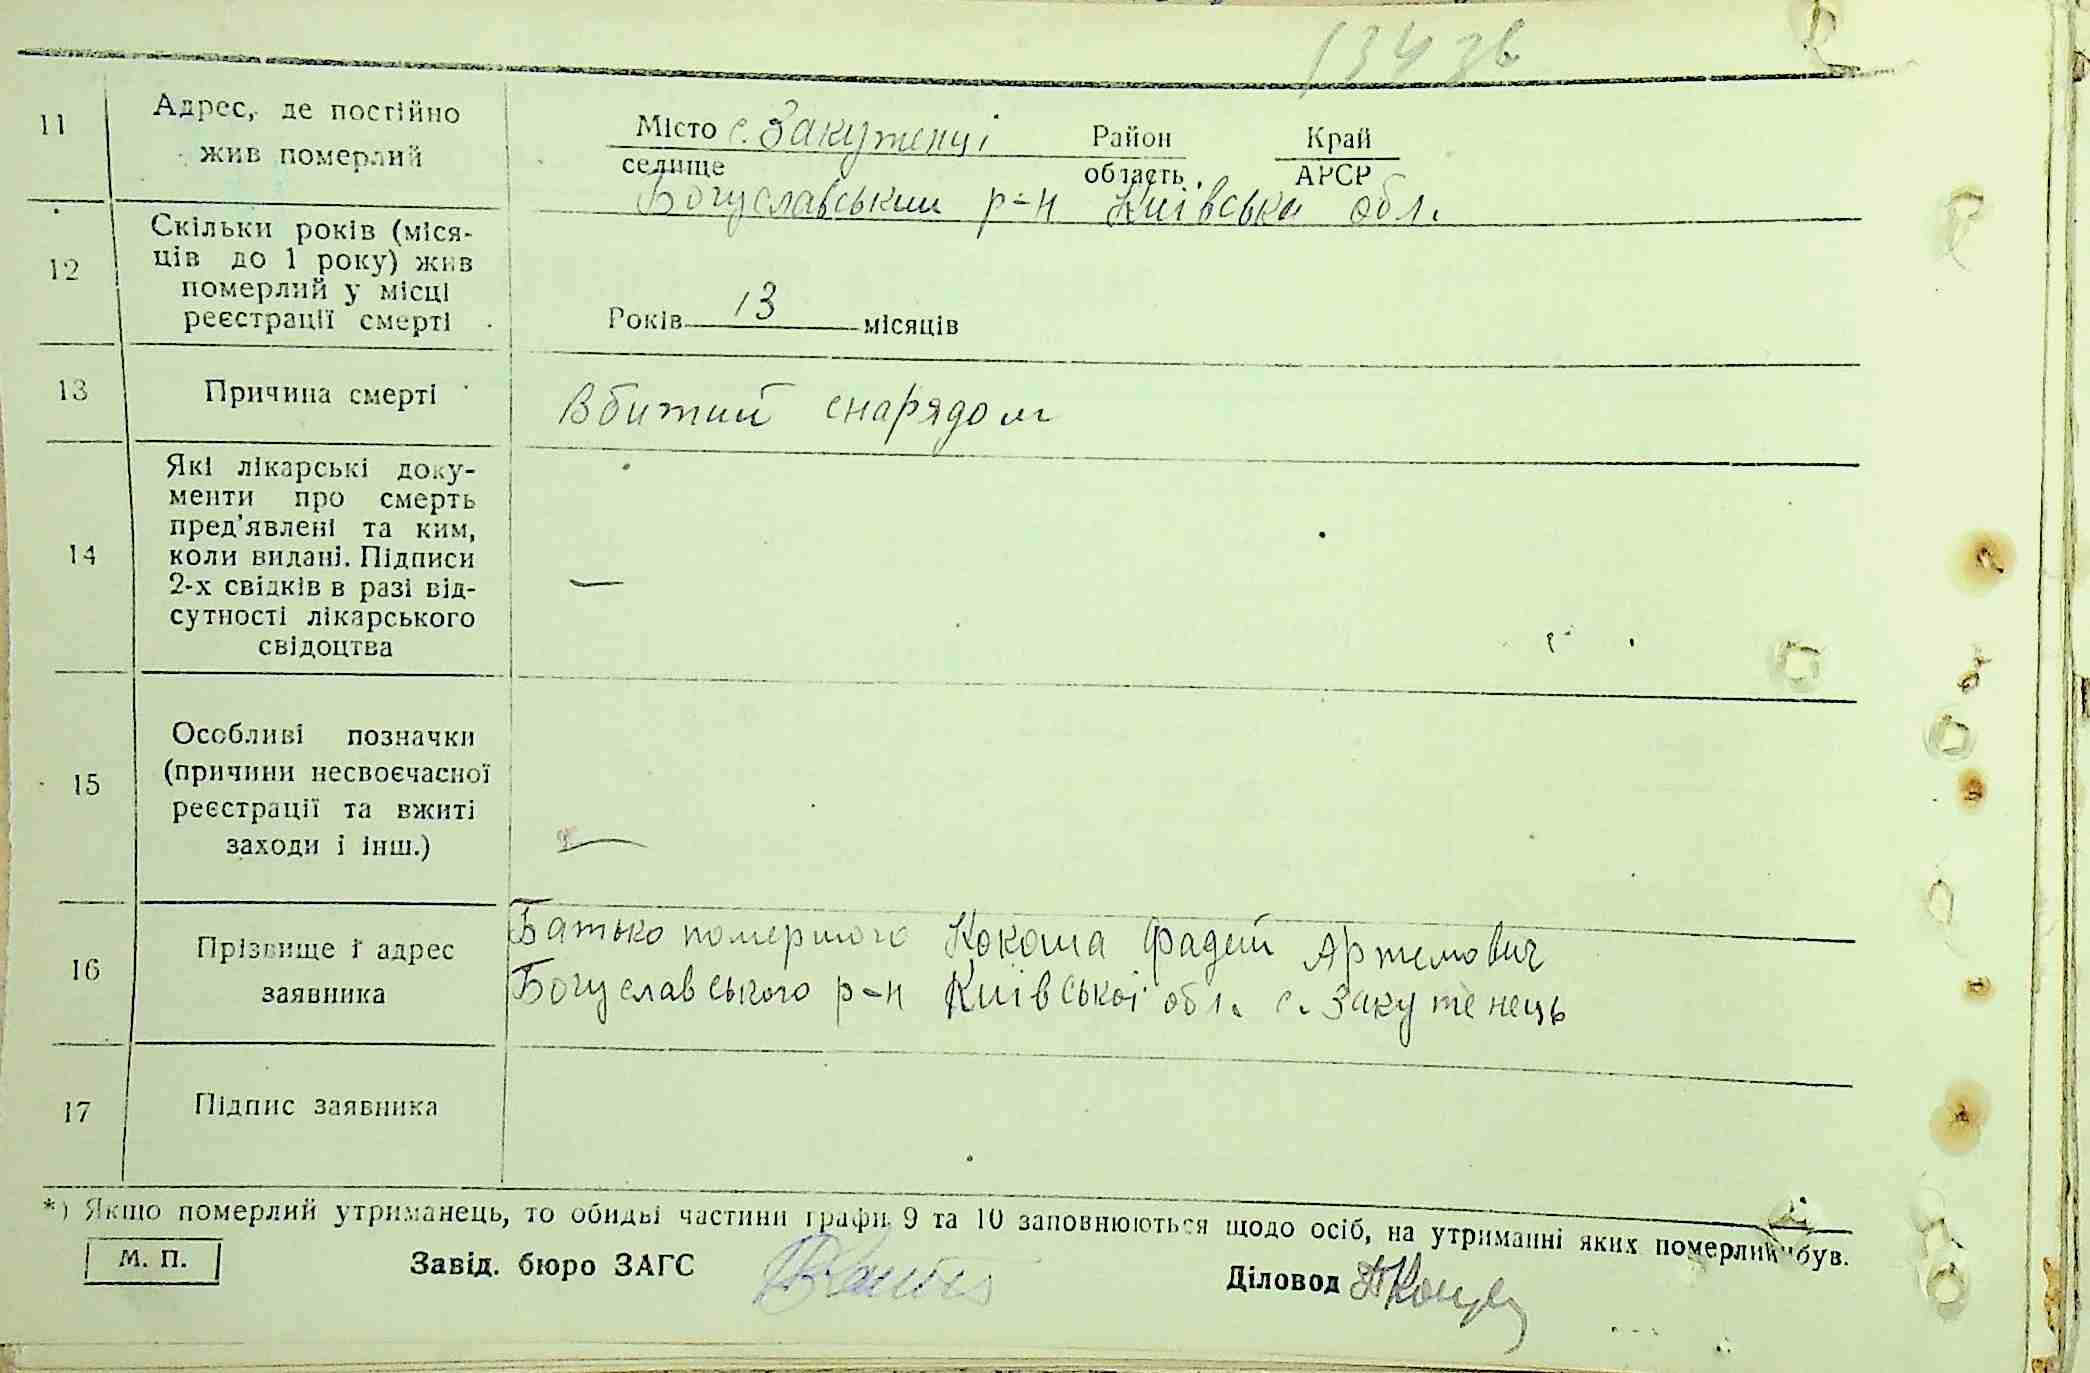 134 зв
11 Адрес, де постійно жив померлий
Місто с. Закутенці Район Край
селище область АРСР
Богуславський р-н Київська обл.
12 Скільки років (міся-
ців до 1 року) жив
померлий у місці
реєстрації смерті
Років 13 місяців
13 Причина смерті
Вбитий снарядом
14 Які лікарські доку-
менти про смерть
пред'явлені та ким,
коли видані. Підписи
2-х свідків в разі від-
сутності лікарського
свідоцтва
—
15 Особливі позначки
(причини несвоєчасної
реєстрації та вжиті
заходи і інш.)
—
16 Прізвище і адрес
заявника
Батько помершого Кокоша Фадей Артемович
Богуславського р-н Київської обл. с. Закутенець
17 Підпис заявника
*) Якщо померлий утриманець, то обидві частини графи 9 та 10 заповнюються щодо осіб, на утриманні яких померлий був.
М. П. Завід. бюро ЗАГС Діловод